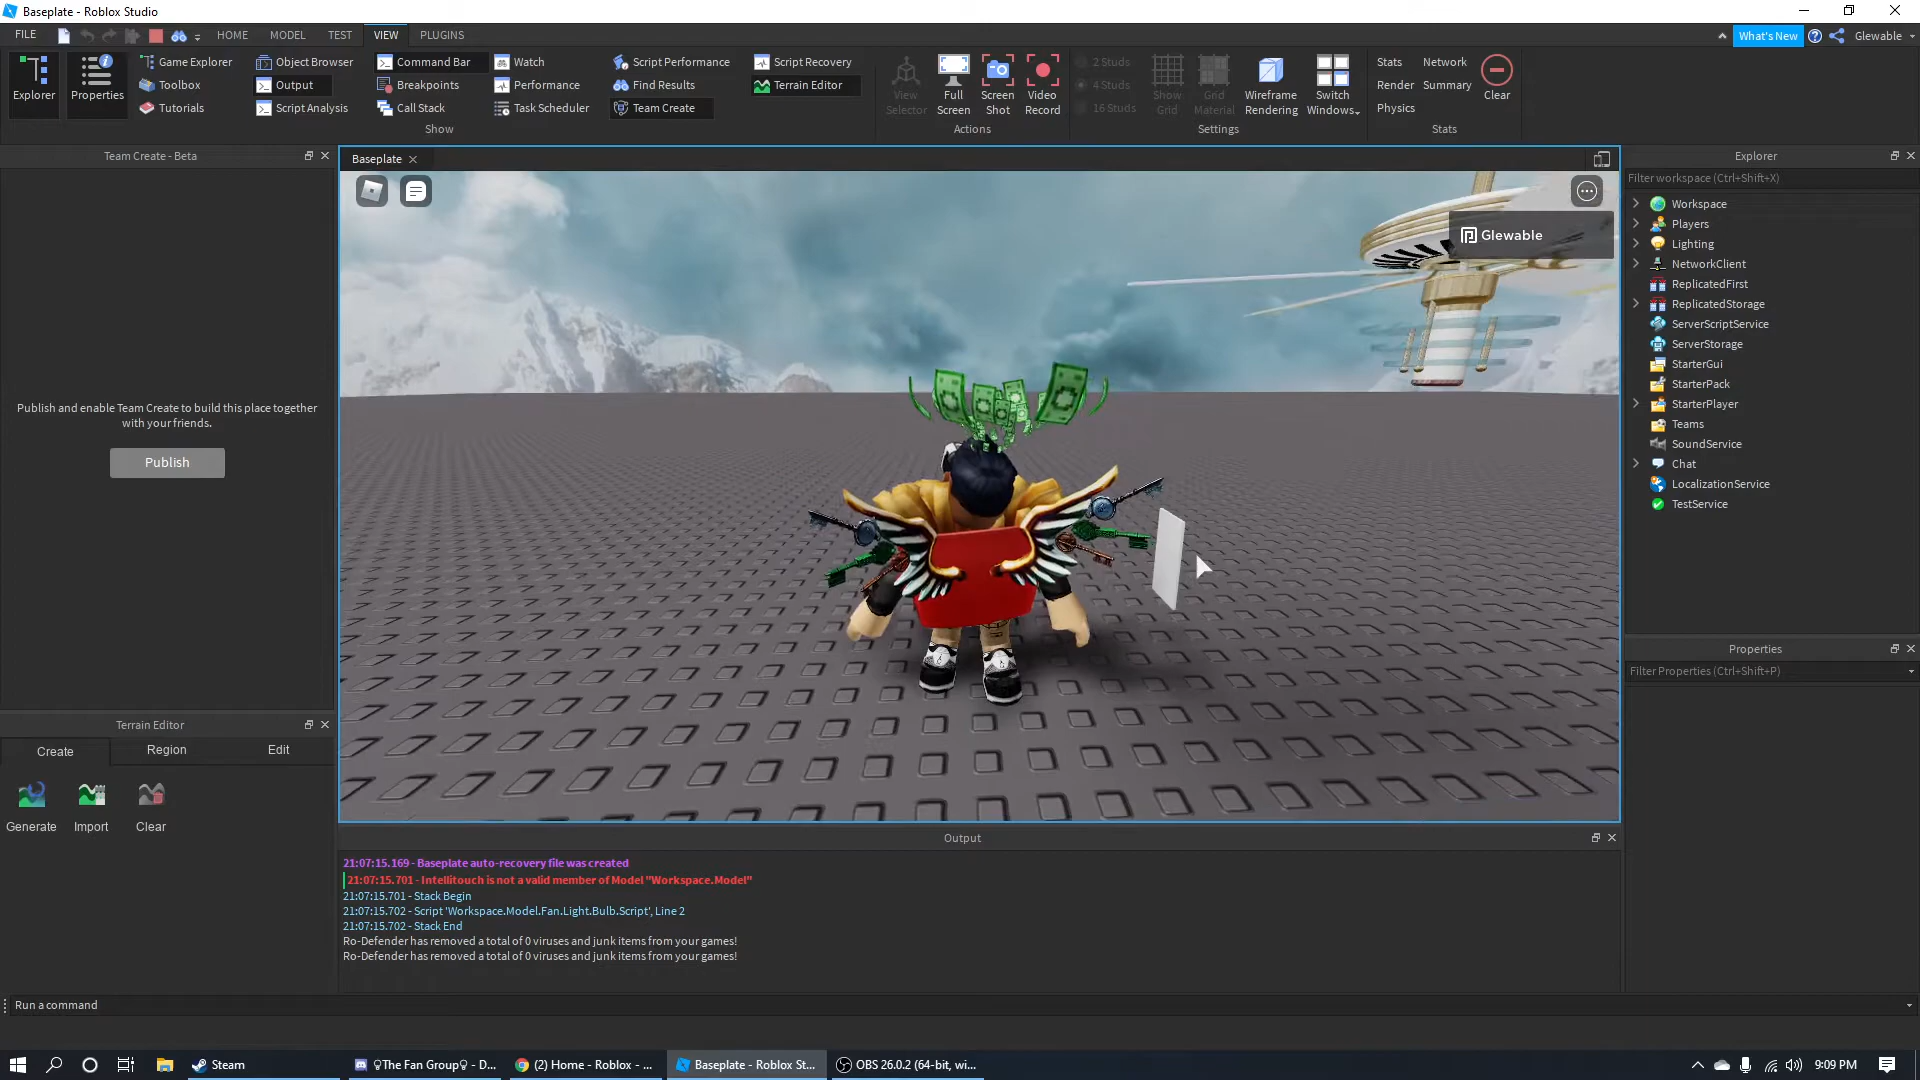 Baseplate - Roblox Studio
FILE
HOME
MODEL
TEST
VIEW
PLUGINS
What's New
Glewable
Explorer
Properties
Game Explorer
Toolbox
Tutorials
Object Browser
Output
Script Analysis
Command Bar
Breakpoints
Call Stack
Watch
Performance
Task Scheduler
Script Performance
Find Results
Team Create
Script Recovery
Terrain Editor
Show
View
Selector
Full
Screen
Screen
Shot
Video
Record
Actions
2 Studs
4 Studs
16 Studs
Show
Grid
Grid
Material
Wireframe
Rendering
Switch
Windows
Settings
Stats
Render
Physics
Network
Summary
Clear
Stats
Team Create - Beta
Publish and enable Team Create to build this place together
with your friends.
Publish
Terrain Editor
Create
Region
Edit
Generate
Import
Clear
Baseplate
Glewable
Output
21:07:15.169 - Baseplate auto-recovery file was created
21:07:15.701 - Intellitouch is not a valid member of Model "Workspace.Model"
21:07:15.701 - Stack Begin
21:07:15.702 - Script 'Workspace.Model.Fan.Light.Bulb.Script', Line 2
21:07:15.702 - Stack End
Ro-Defender has removed a total of 0 viruses and junk items from your games!
Ro-Defender has removed a total of 0 viruses and junk items from your games!
Explorer
Filter workspace (Ctrl+Shift+X)
Workspace
Players
Lighting
NetworkClient
ReplicatedFirst
ReplicatedStorage
ServerScriptService
ServerStorage
StarterGui
StarterPack
StarterPlayer
Teams
SoundService
Chat
LocalizationService
TestService
Properties
Filter Properties (Ctrl+Shift+P)
Run a command
Steam
The Fan Group - D...
(2) Home - Roblox - ...
Baseplate - Roblox St...
OBS 26.0.2 (64-bit, wi...
9:09 PM